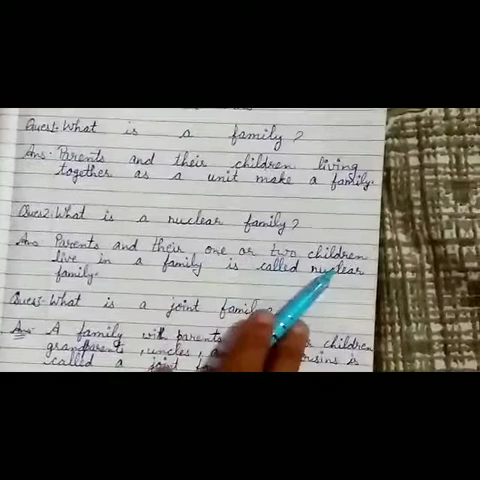 Ques1. What is a family?
Ans. Parents and their children living
together as a unit make a family.
Ques2. What is a nuclear family?
Ans Parents and their one or two children
live in a family is called nuclear
family.
Ques3. What is a joint
Ans: A family with parents children
grandparents, uncles, is
called a joint